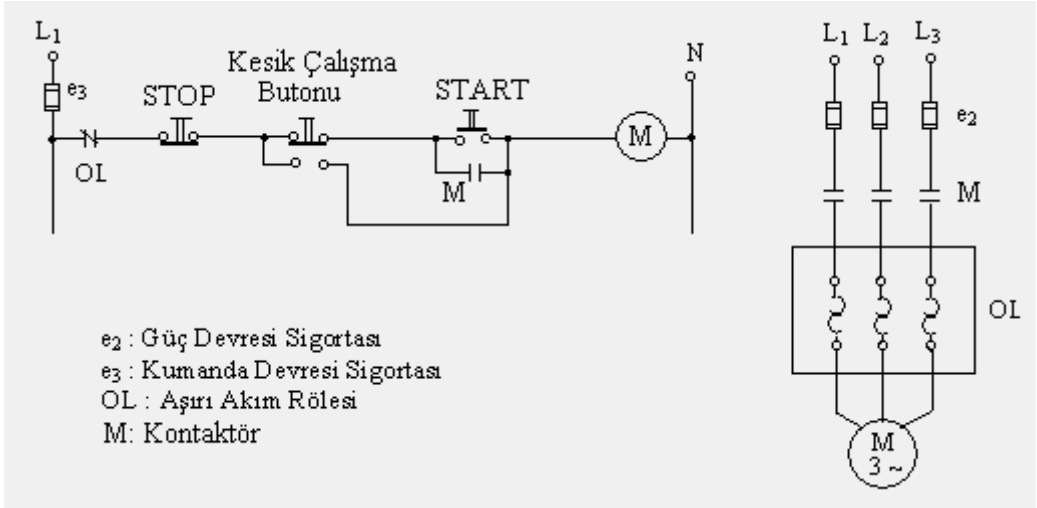 L1
e3
STOP
Kesik Çalışma
Butonu
START
N
M
OL
M
L1 L2 L3
e2
M
OL
M
3 ~
e2 : Güç Devresi Sigortası
e3 : Kumanda Devresi Sigortası
OL : Aşırı Akım Rölesi
M: Kontaktör